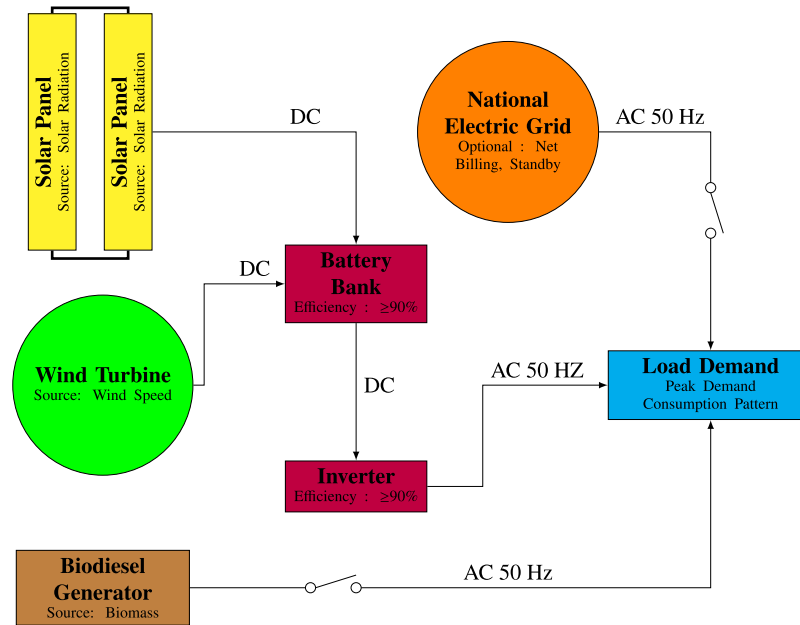 Solar Panel
Source: Solar Radiation
Solar Panel
Source: Solar Radiation
DC
National
Electric Grid
Optional : Net
Billing, Standby
AC 50 Hz
DC
Battery
Bank
Efficiency : ≥90%
Wind Turbine
Source: Wind Speed
DC
AC 50 HZ
Load Demand
Peak Demand
Consumption Pattern
Inverter
Efficiency : ≥90%
Biodiesel
Generator
Source: Biomass
AC 50 Hz